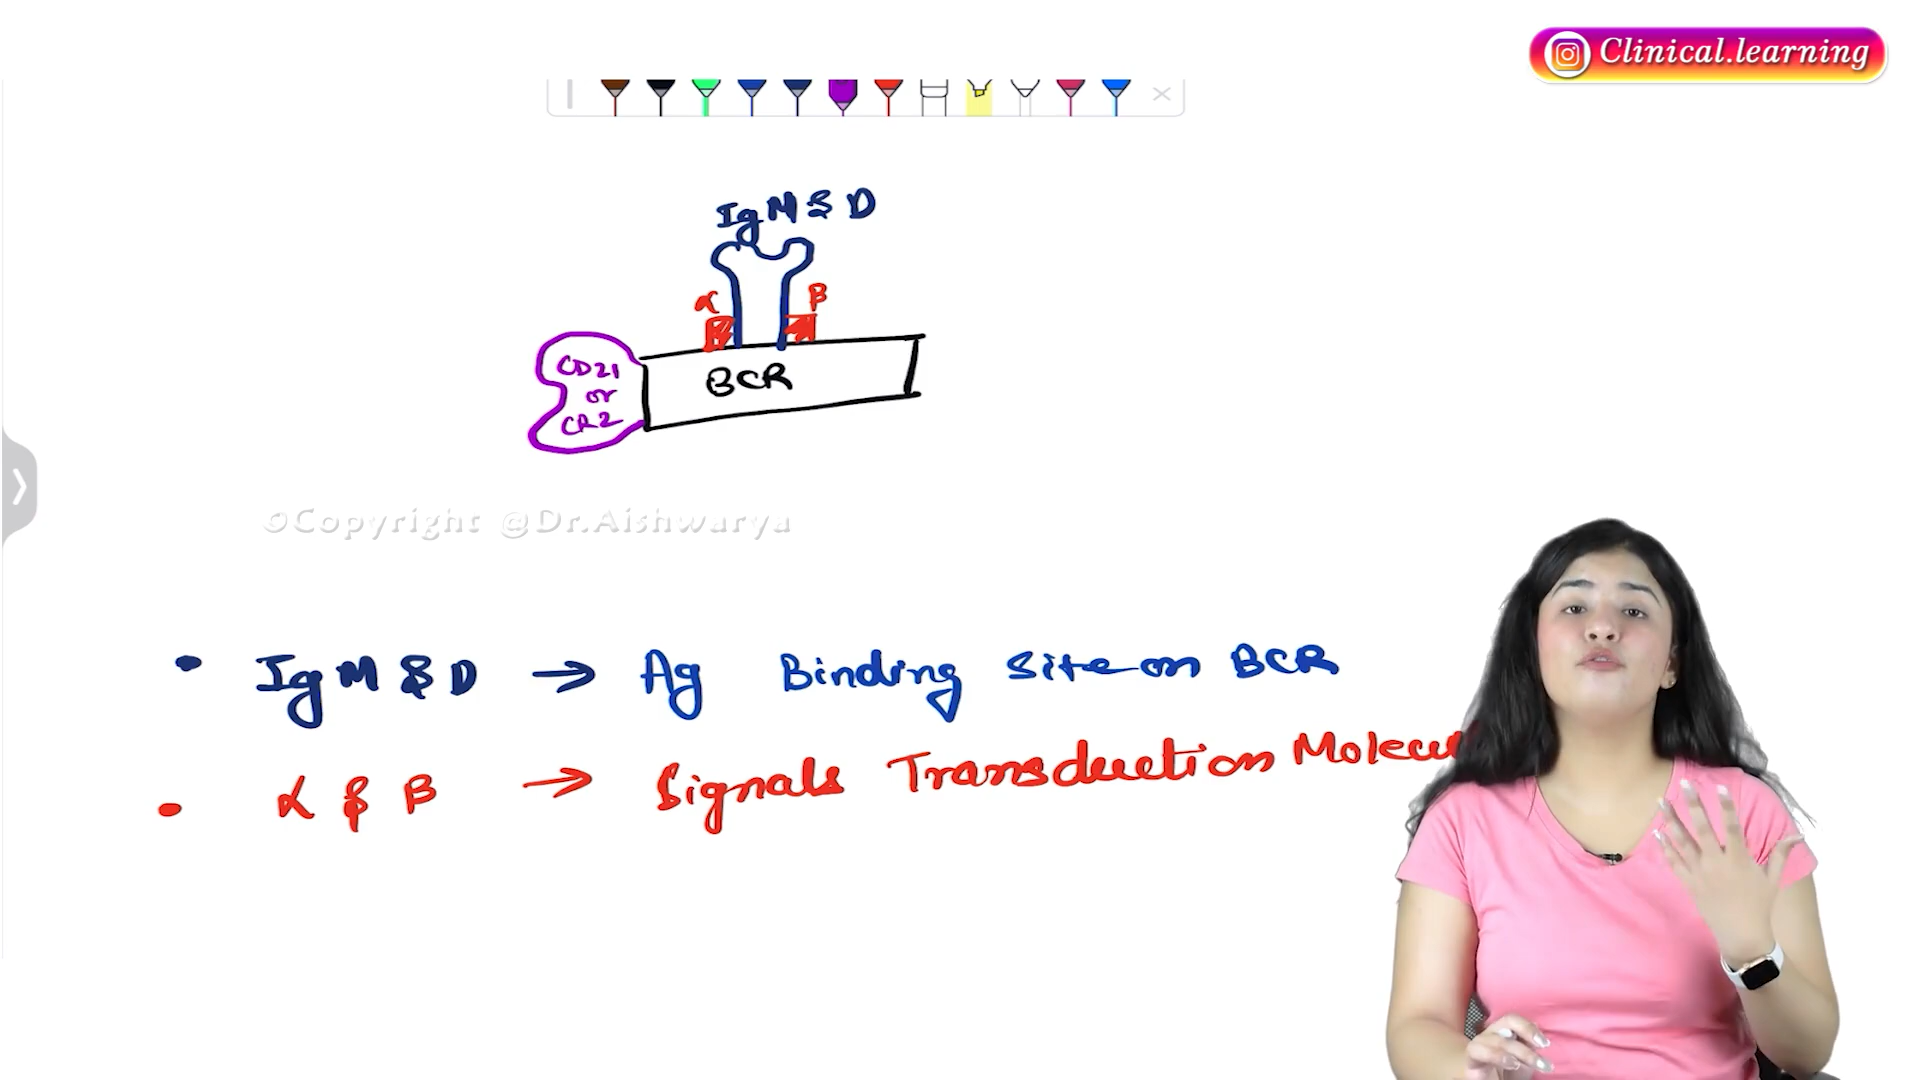 Clinical.learning
IgM & D
α
β
CD21
or
CR2
BCR
©Copyright @Dr.Aishwarya
• IgM & D → Ag Binding Site on BCR
• α & β → Signals Transduction